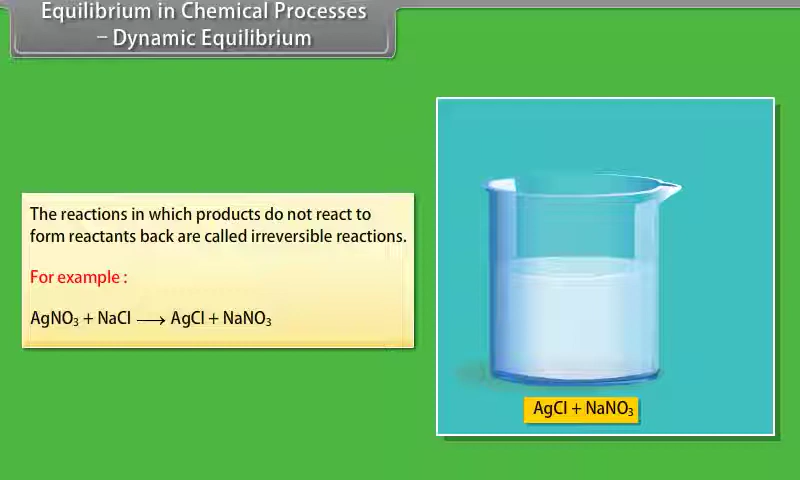 Equilibrium in Chemical Processes
– Dynamic Equilibrium
The reactions in which products do not react to
form reactants back are called irreversible reactions.
For example :
AgNO₃ + NaCl ⟶ AgCl + NaNO₃
AgCl + NaNO₃